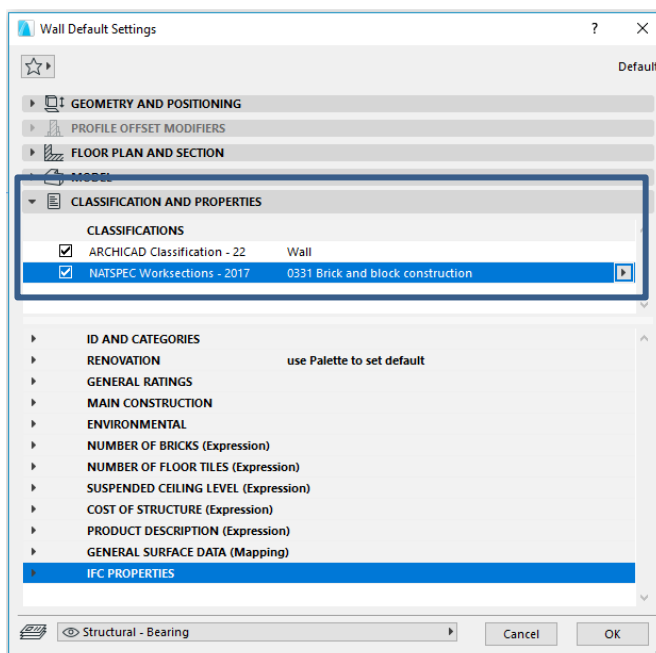 Wall Default Settings ?
Default
GEOMETRY AND POSITIONING
PROFILE OFFSET MODIFIERS
FLOOR PLAN AND SECTION
MODEL
CLASSIFICATION AND PROPERTIES
CLASSIFICATIONS
ARCHICAD Classification - 22 Wall
NATSPEC Worksections - 2017 0331 Brick and block construction
ID AND CATEGORIES
RENOVATION use Palette to set default
GENERAL RATINGS
MAIN CONSTRUCTION
ENVIRONMENTAL
NUMBER OF BRICKS (Expression)
NUMBER OF FLOOR TILES (Expression)
SUSPENDED CEILING LEVEL (Expression)
COST OF STRUCTURE (Expression)
PRODUCT DESCRIPTION (Expression)
GENERAL SURFACE DATA (Mapping)
IFC PROPERTIES
Structural - Bearing Cancel OK